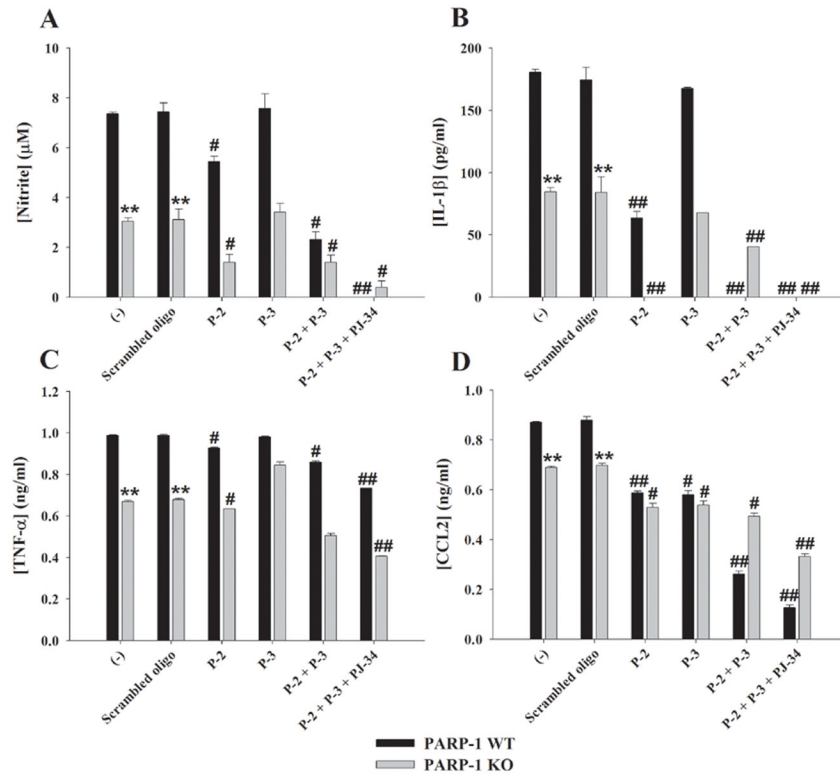 A
10
8
6
4
2
0
[Nitrite] (μM)
** ** # # # # ## #
(-)
Scrambled oligo
P-2
P-3
P-2 + P-3
P-2 + P-3 + PJ-34
B
200
150
100
50
0
[IL-1β] (pg/ml)
** ** ## ## ## ## ## ##
(-)
Scrambled oligo
P-2
P-3
P-2 + P-3
P-2 + P-3 + PJ-34
C
1.2
1.0
0.8
0.6
0.4
0.2
0.0
[TNF-α] (ng/ml)
** ** # # # ## ##
(-)
Scrambled oligo
P-2
P-3
P-2 + P-3
P-2 + P-3 + PJ-34
D
1.0
0.8
0.6
0.4
0.2
0.0
[CCL2] (ng/ml)
** ** ## # # # ## # ## ##
(-)
Scrambled oligo
P-2
P-3
P-2 + P-3
P-2 + P-3 + PJ-34
PARP-1 WT
PARP-1 KO